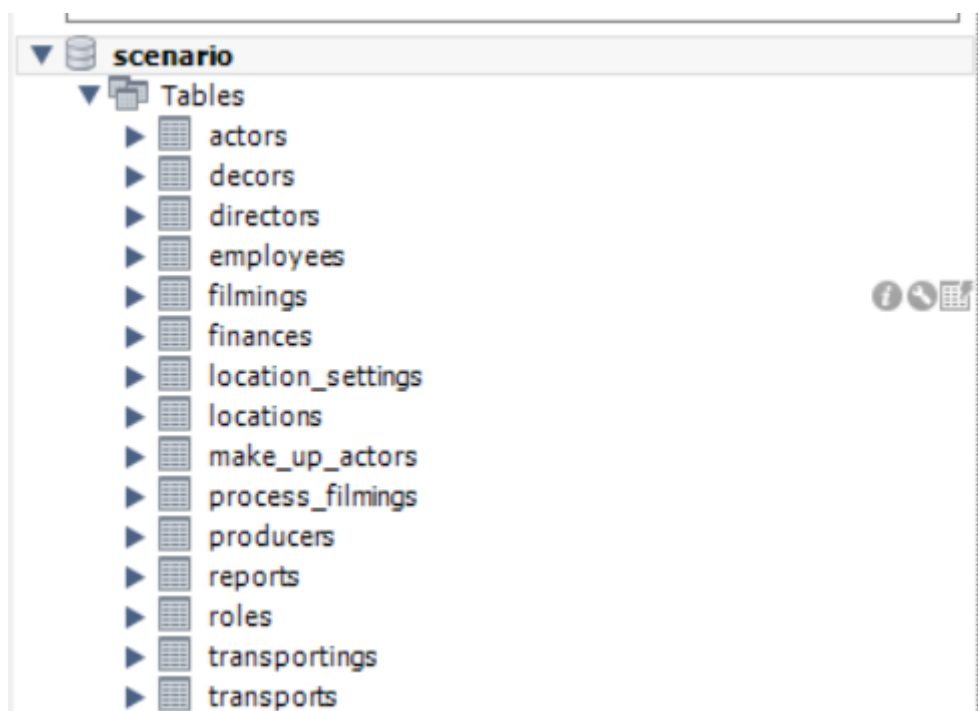 scenario
Tables
actors
decors
directors
employees
filmings
finances
location_settings
locations
make_up_actors
process_filmings
producers
reports
roles
transportings
transports